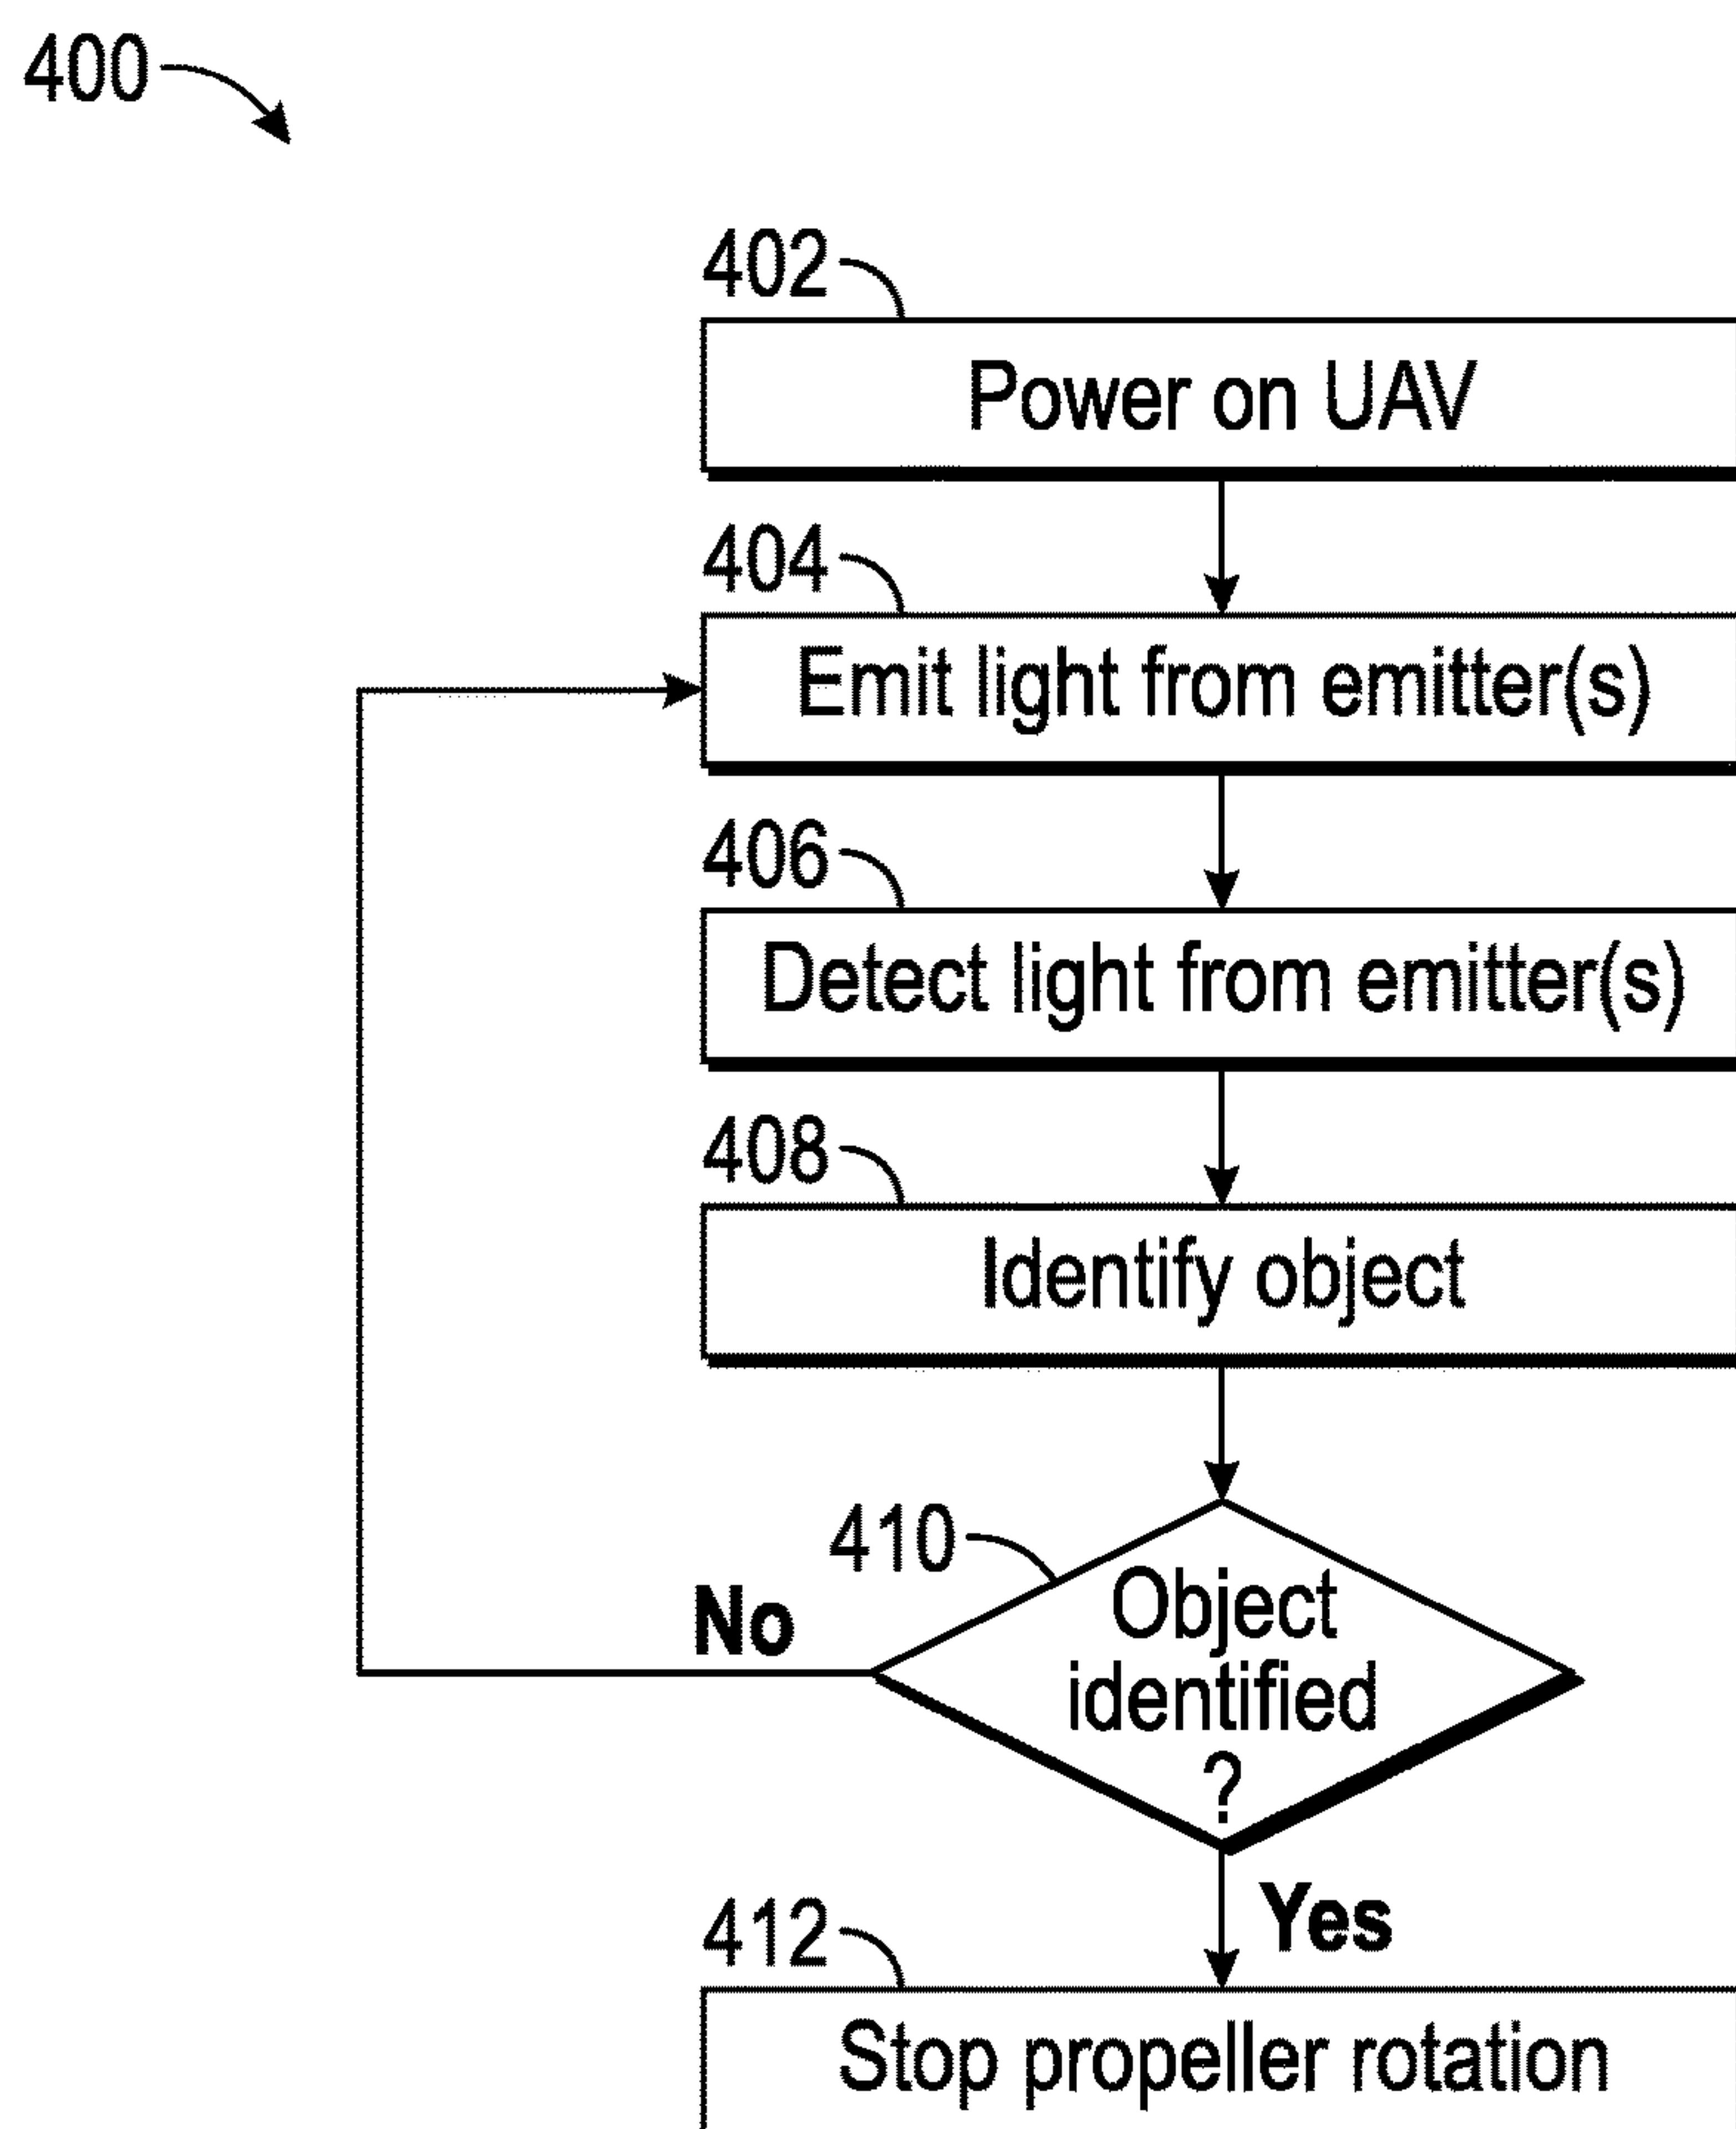 400
402
Power on UAV
404
Emit light from emitter(s)
406
Detect light from emitter(s)
408
Identify object
410
No
Object
identified
?
Yes
412
Stop propeller rotation